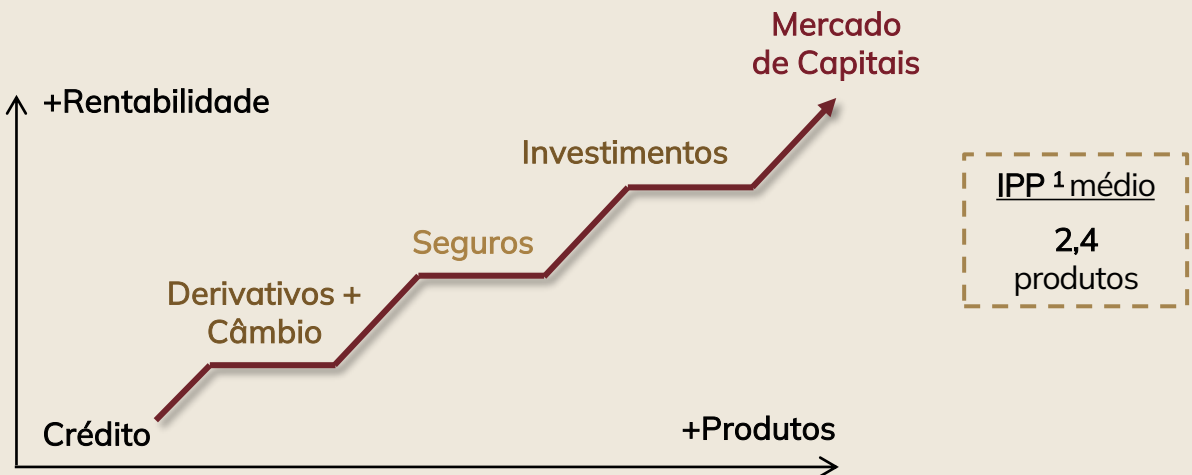 Mercado
de Capitais
+Rentabilidade
Investimentos
IPP ¹ médio
2,4
produtos
Seguros
Derivativos +
Câmbio
Crédito
+Produtos